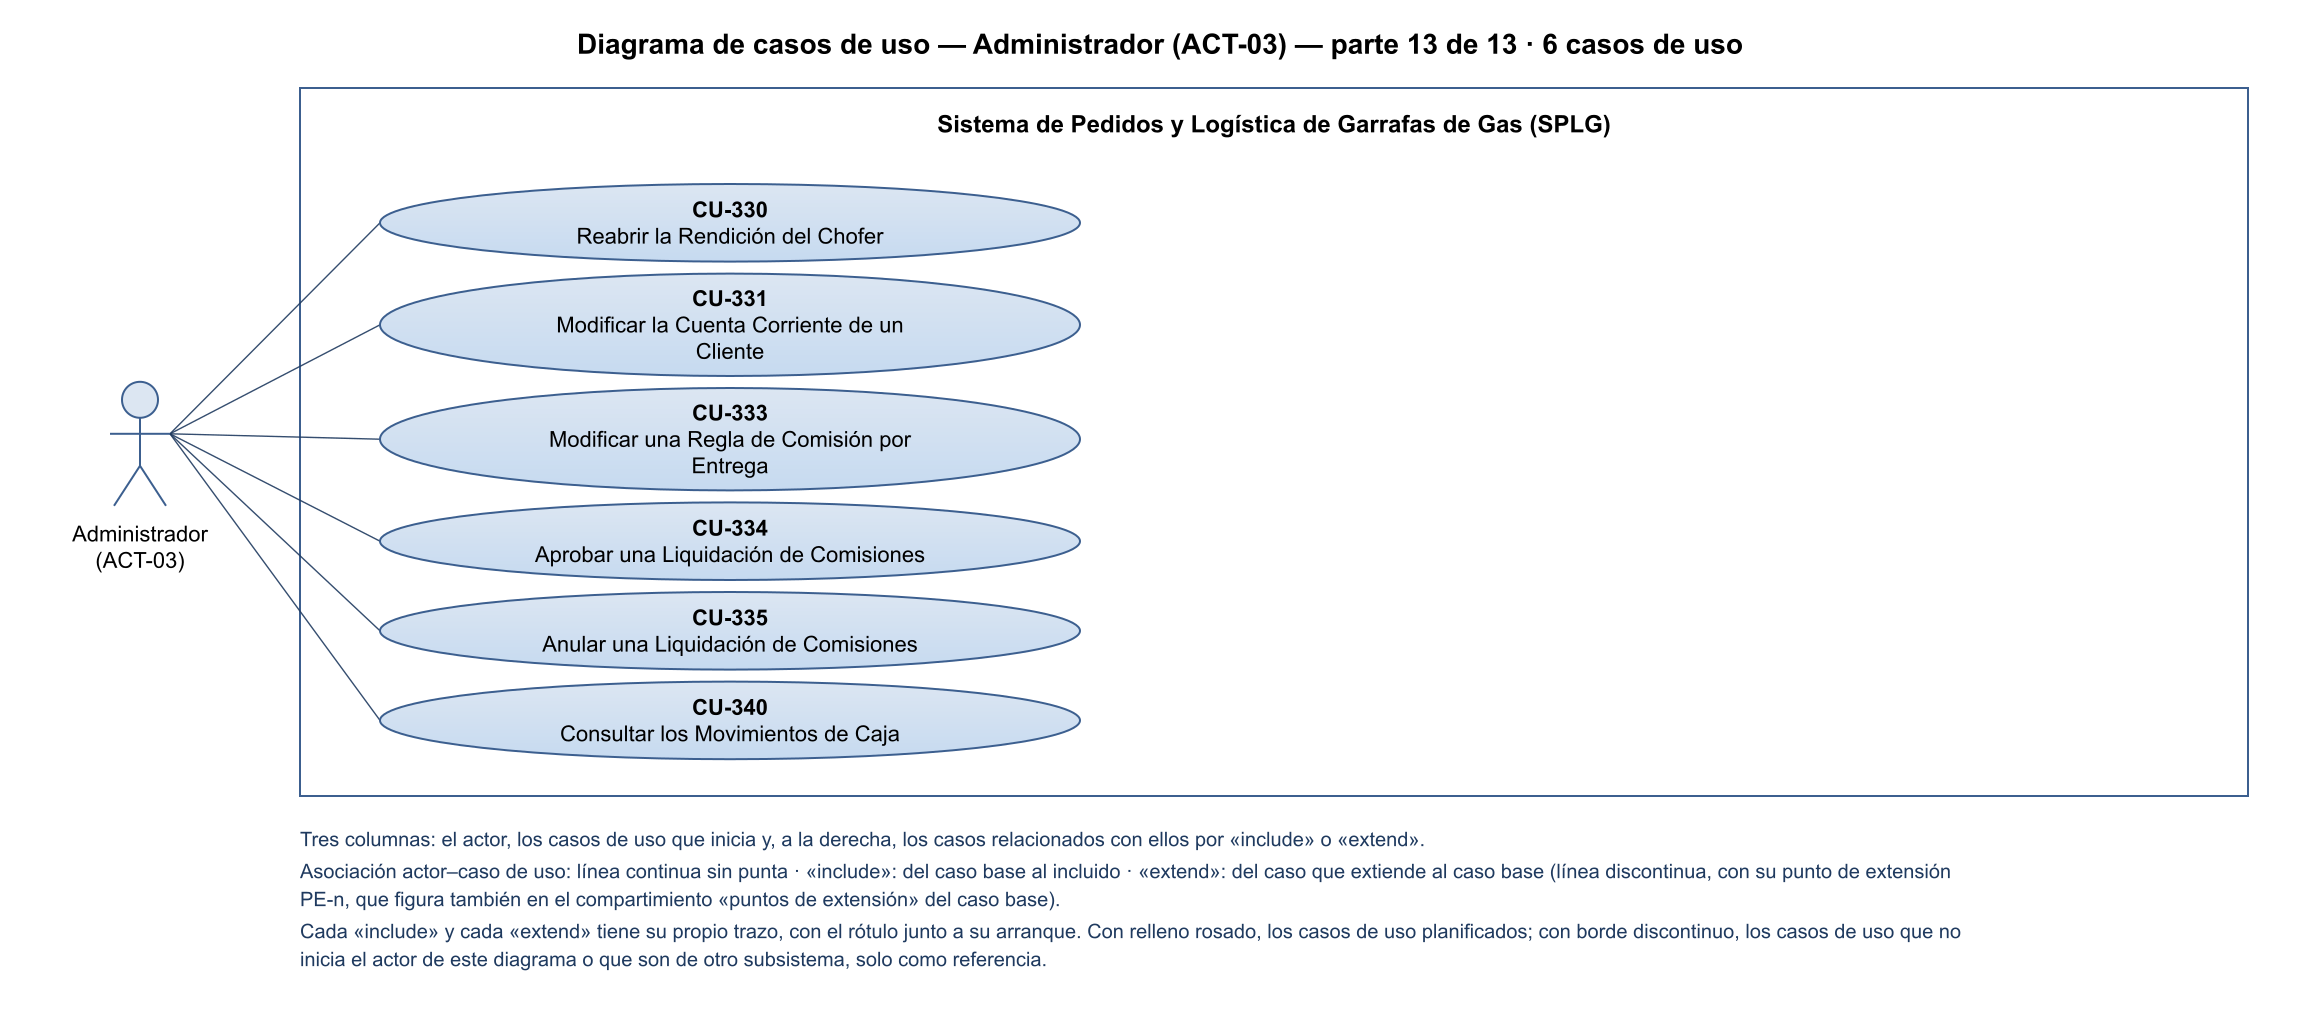 Diagrama de casos de uso — Administrador (ACT-03) — parte 13 de 13 · 6 casos de uso
Sistema de Pedidos y Logística de Garrafas de Gas (SPLG)
CU-330
Reabrir la Rendición del Chofer
CU-331
Modificar la Cuenta Corriente de un
Cliente
CU-333
Modificar una Regla de Comisión por
Entrega
CU-334
Aprobar una Liquidación de Comisiones
CU-335
Anular una Liquidación de Comisiones
CU-340
Consultar los Movimientos de Caja
Administrador
(ACT-03)
Tres columnas: el actor, los casos de uso que inicia y, a la derecha, los casos relacionados con ellos por «include» o «extend».
Asociación actor–caso de uso: línea continua sin punta · «include»: del caso base al incluido · «extend»: del caso que extiende al caso base (línea discontinua, con su punto de extensión
PE-n, que figura también en el compartimiento «puntos de extensión» del caso base).
Cada «include» y cada «extend» tiene su propio trazo, con el rótulo junto a su arranque. Con relleno rosado, los casos de uso planificados; con borde discontinuo, los casos de uso que no
inicia el actor de este diagrama o que son de otro subsistema, solo como referencia.